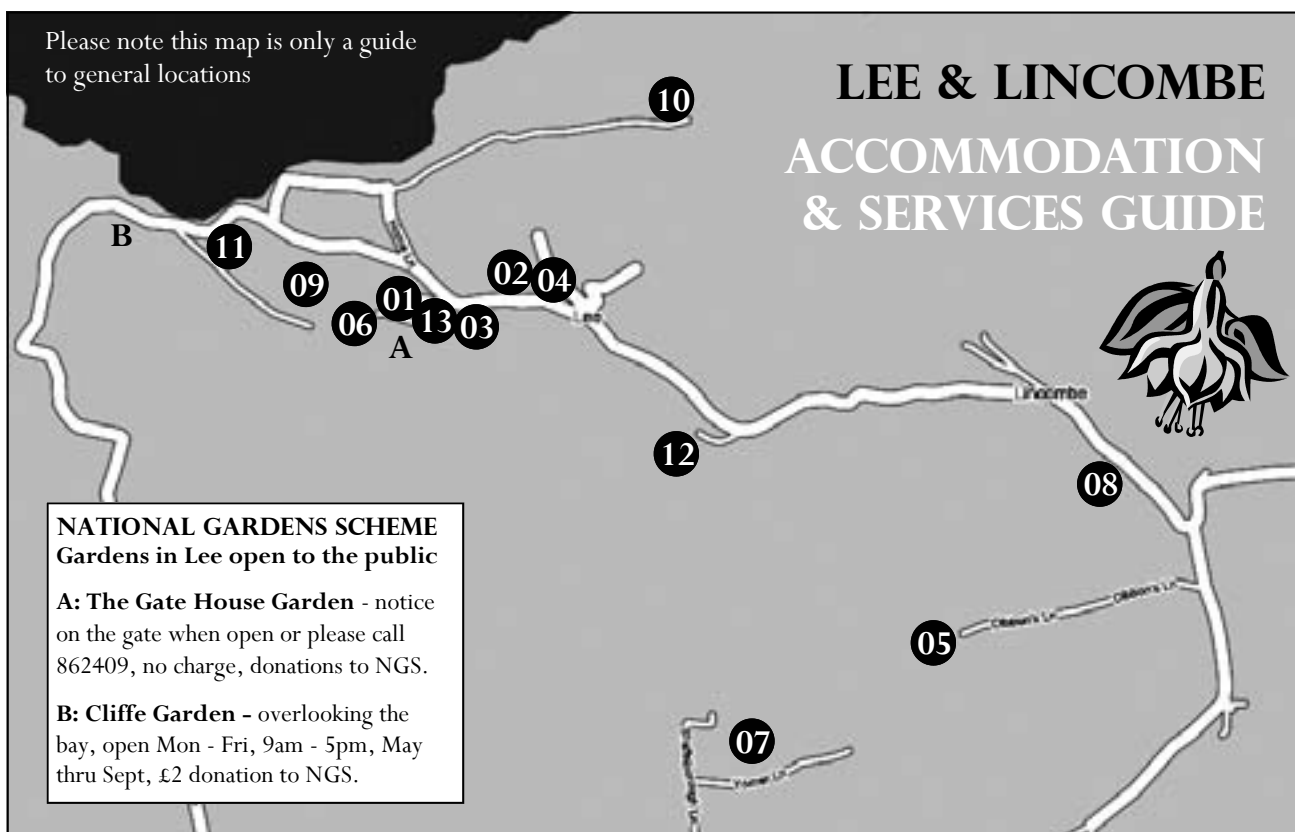 Please note this map is only a guide
to general locations
LEE & LINCOMBE
ACCOMMODATION
& SERVICES GUIDE
10
B
11
09
02
04
01
06
13
03
A
Lee
Lincombe
12
08
05
07
NATIONAL GARDENS SCHEME
Gardens in Lee open to the public
A: The Gate House Garden - notice
on the gate when open or please call
862409, no charge, donations to NGS.
B: Cliffe Garden - overlooking the
bay, open Mon - Fri, 9am - 5pm, May
thru Sept, £2 donation to NGS.